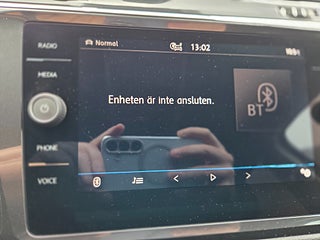 RADIO
Normal
13:02
MEDIA
Enheten är inte ansluten.
BT
PHONE
VOICE